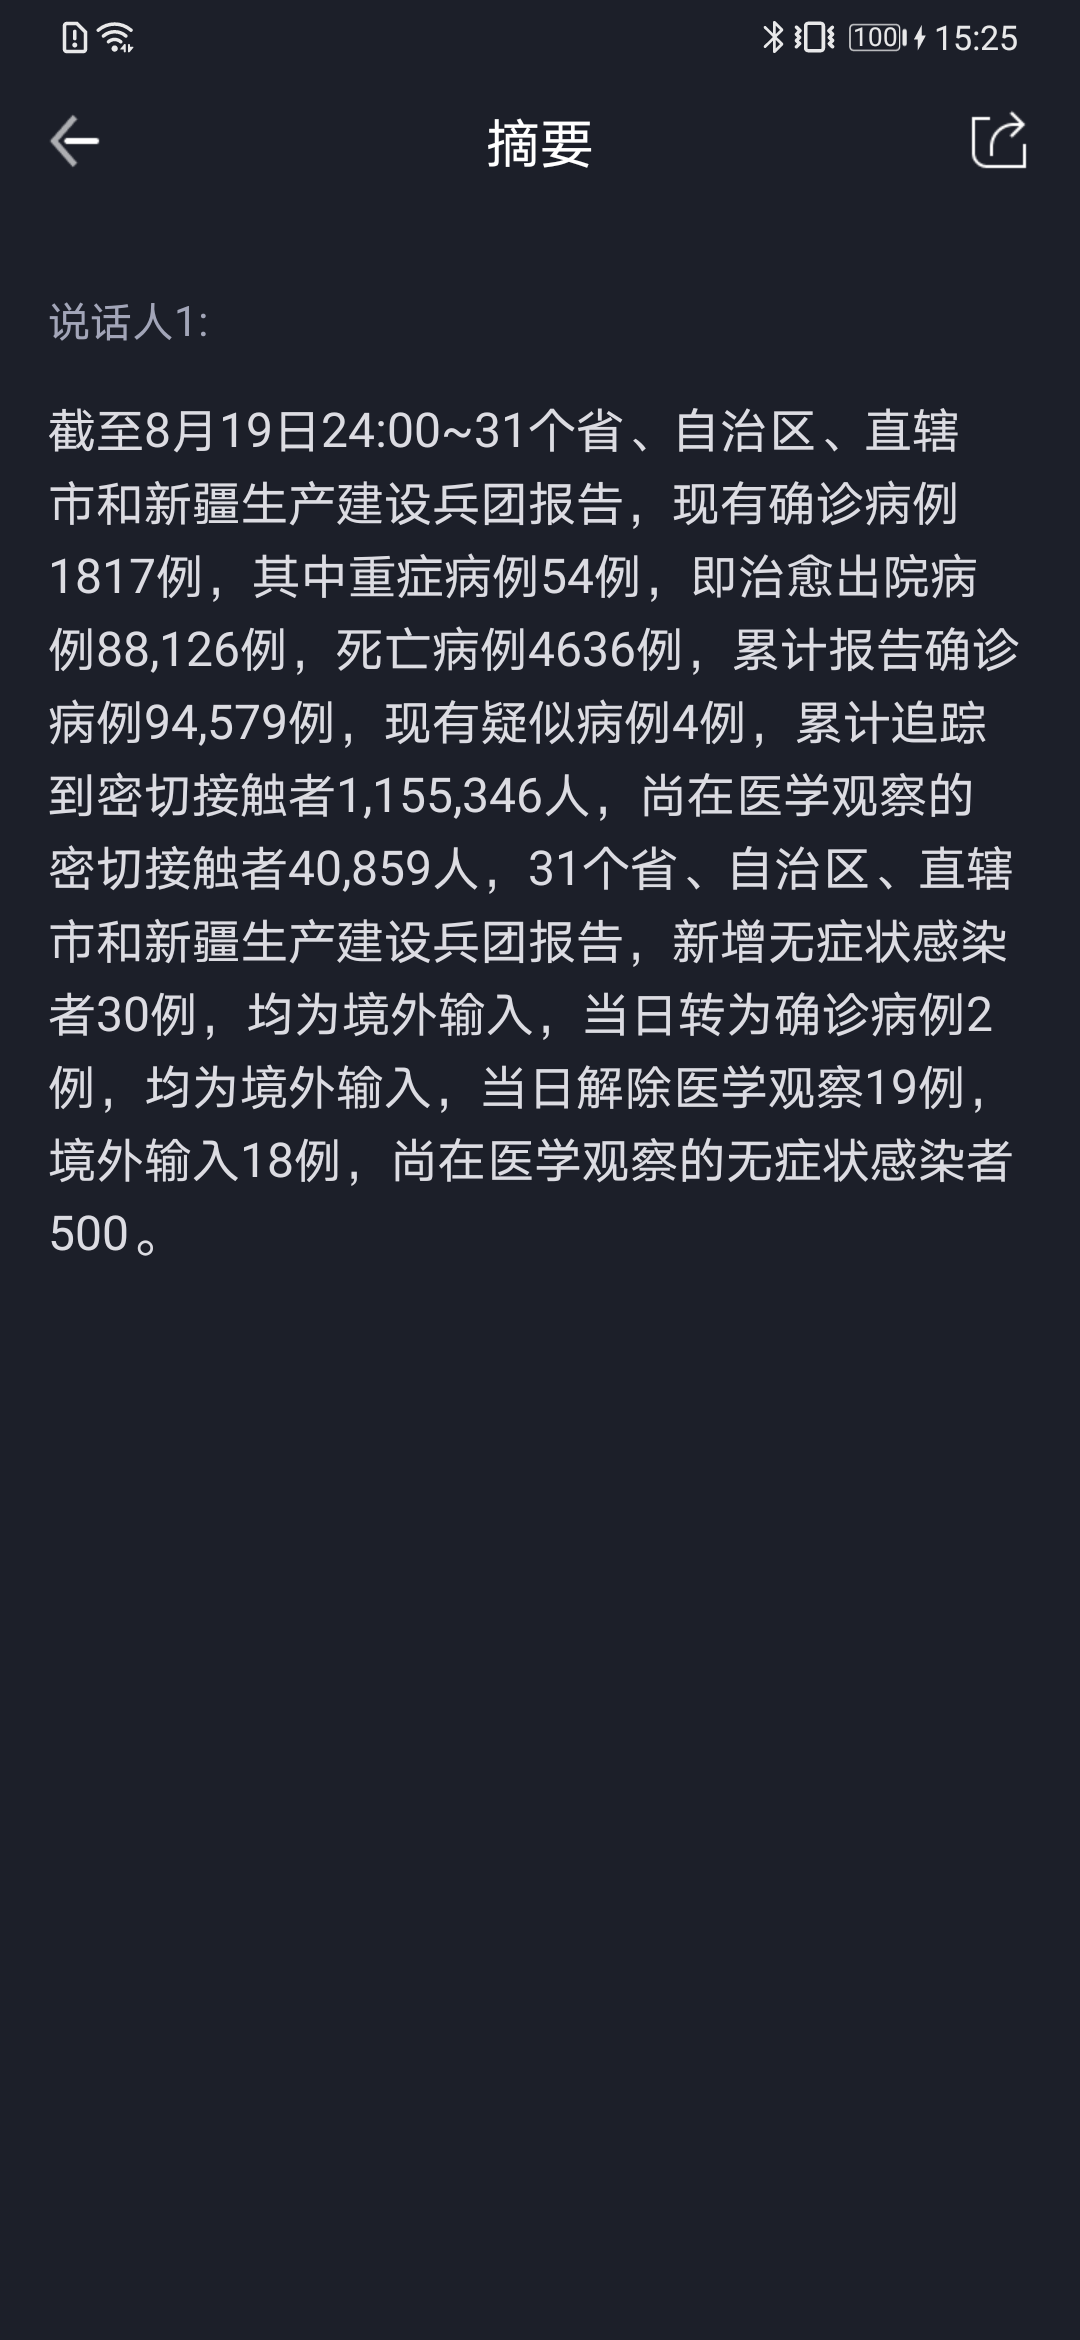 100 15:25
摘要
说话人1:
截至8月19日24:00~31个省、自治区、直辖
市和新疆生产建设兵团报告，现有确诊病例
1817例，其中重症病例54例，即治愈出院病
例88,126例，死亡病例4636例，累计报告确诊
病例94,579例，现有疑似病例4例，累计追踪
到密切接触者1,155,346人，尚在医学观察的
密切接触者40,859人，31个省、自治区、直辖
市和新疆生产建设兵团报告，新增无症状感染
者30例，均为境外输入，当日转为确诊病例2
例，均为境外输入，当日解除医学观察19例，
境外输入18例，尚在医学观察的无症状感染者
500。